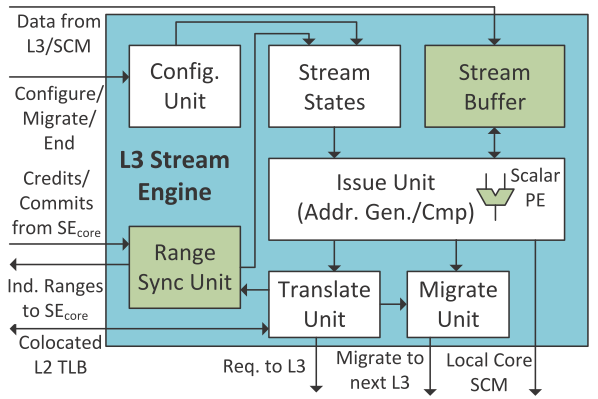 Data from
L3/SCM
Configure/
Migrate/
End
Credits/
Commits
from SEcore
Ind. Ranges
to SEcore
Colocated
L2 TLB
L3 Stream
Engine
Config.
Unit
Stream
States
Stream
Buffer
Issue Unit
(Addr. Gen./Cmp)
Scalar
PE
Range
Sync Unit
Translate
Unit
Migrate
Unit
Req. to L3
Migrate to
next L3
Local Core
SCM